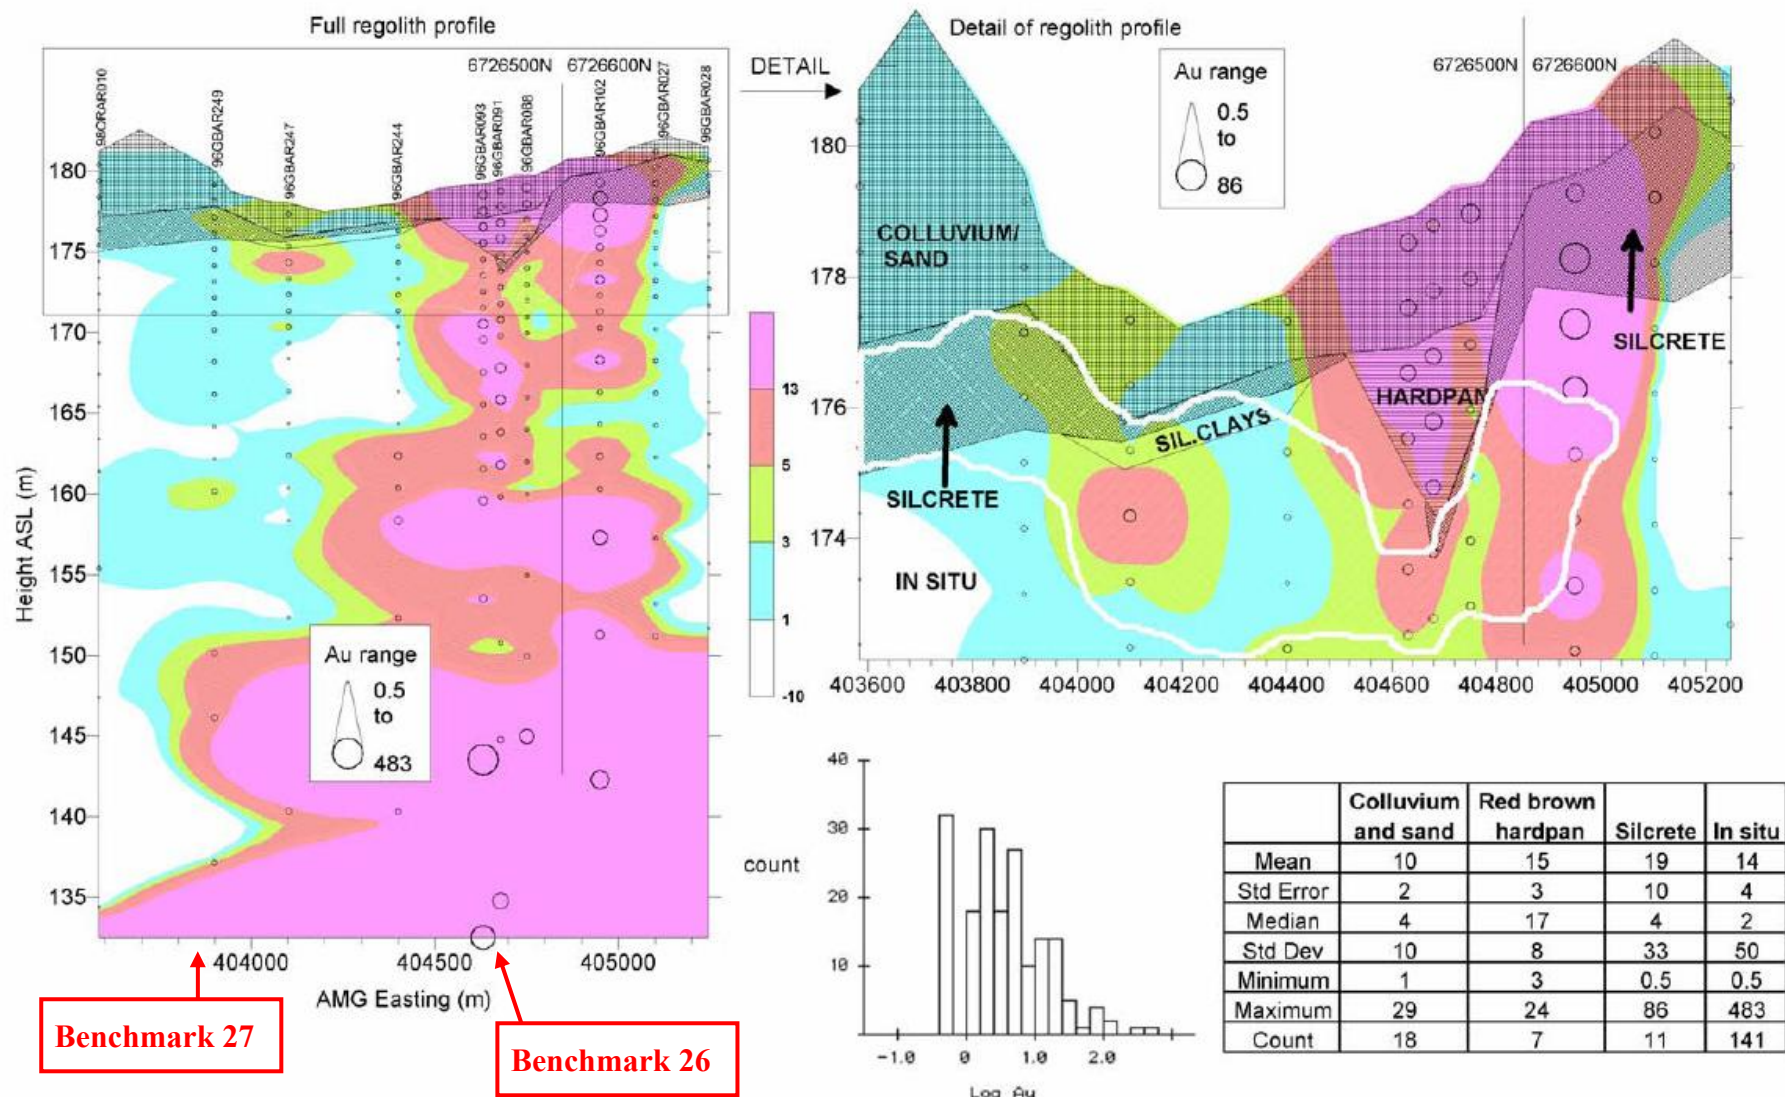 Full regolith profile
6726500N
6726600N
98ORAR010
96GBAR249
96GBAR247
96GBAR244
96GBAR093
96GBAR091
96GBAR088
96GBAR102
96GBAR027
96GBAR028
DETAIL
Height ASL (m)
180
175
170
165
160
155
150
145
140
135
Au range
0.5
to
483
404000
404500
405000
AMG Easting (m)
13
5
3
1
-10
Benchmark 27
Benchmark 26
Detail of regolith profile
Au range
0.5
to
86
6726500N
6726600N
180
178
176
174
COLLUVIUM/
SAND
SILCRETE
IN SITU
SIL.CLAYS
HARDPAN
SILCRETE
403600 403800 404000 404200 404400 404600 404800 405000 405200
40
30
20
10
count
-1.0 0 1.0 2.0
Log Au
Colluvium and sand Red brown hardpan Silcrete In situ
Mean 10 15 19 14
Std Error 2 3 10 4
Median 4 17 4 2
Std Dev 10 8 33 50
Minimum 1 3 0.5 0.5
Maximum 29 24 86 483
Count 18 7 11 141